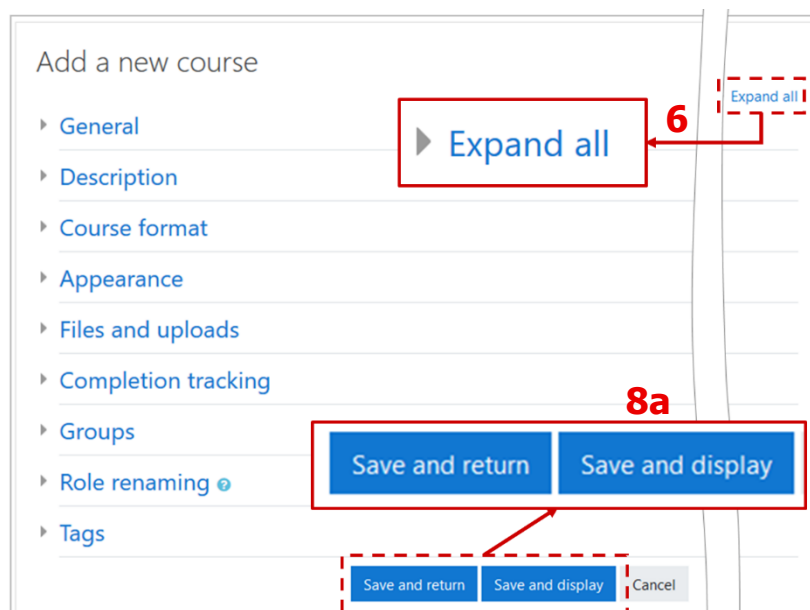 Add a new course
Expand all
6
General
Expand all
Description
Course format
Appearance
Files and uploads
Completion tracking
8a
Groups
Save and return Save and display
Role renaming ?
Tags
Save and return Save and display Cancel